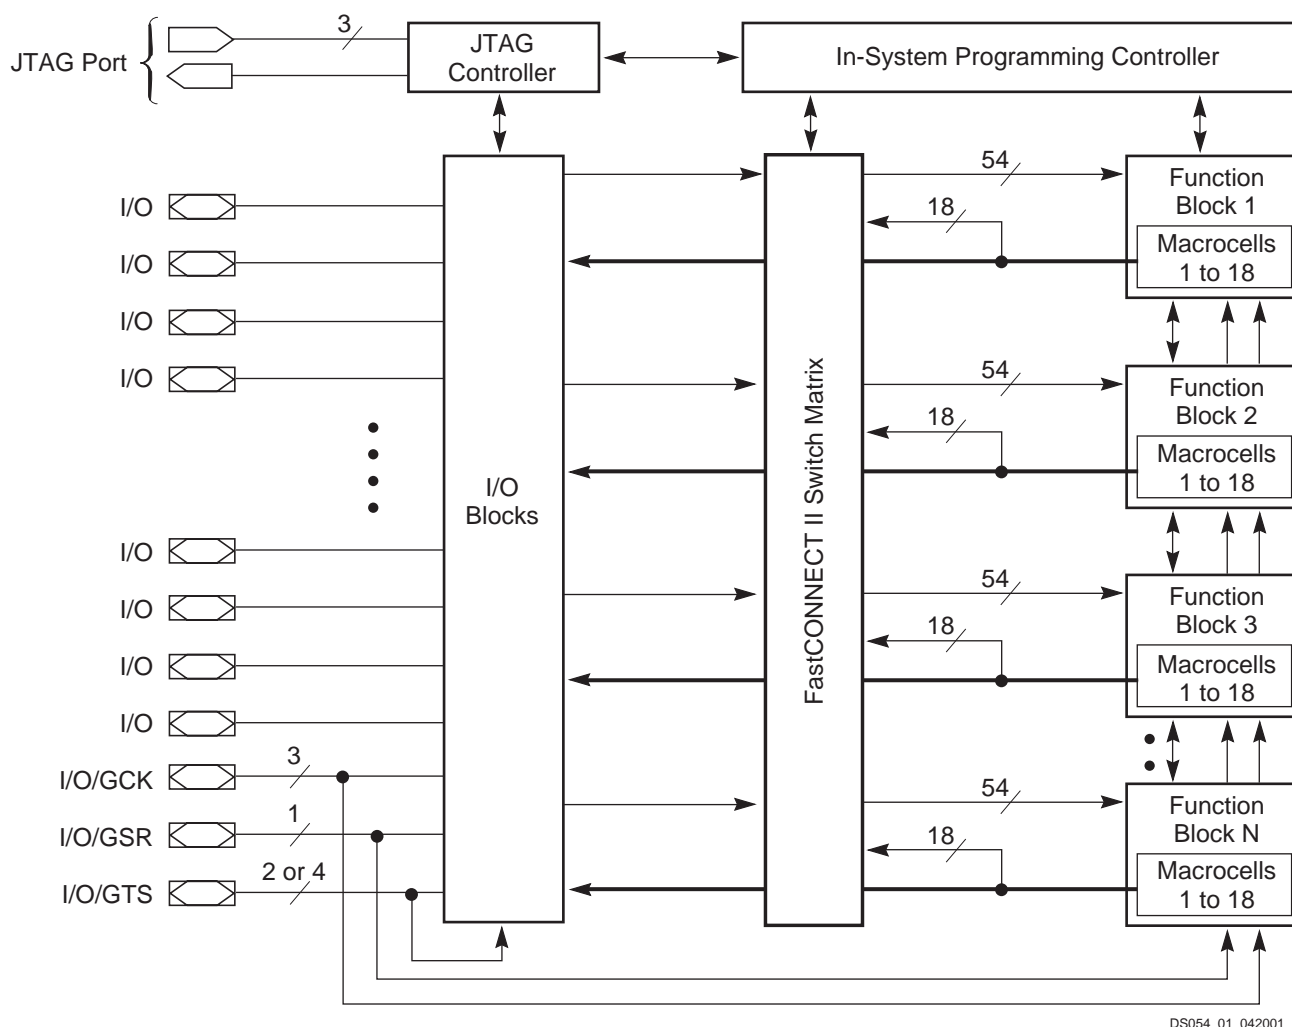 JTAG Port
3
JTAG
Controller
In-System Programming Controller
I/O
I/O
I/O
I/O
I/O
I/O
I/O
I/O
I/O/GCK
3
I/O/GSR
1
I/O/GTS
2 or 4
I/O
Blocks
FastCONNECT II Switch Matrix
54
18
Function
Block 1
Macrocells
1 to 18
54
18
Function
Block 2
Macrocells
1 to 18
54
18
Function
Block 3
Macrocells
1 to 18
54
18
Function
Block N
Macrocells
1 to 18
DS054_01_042001